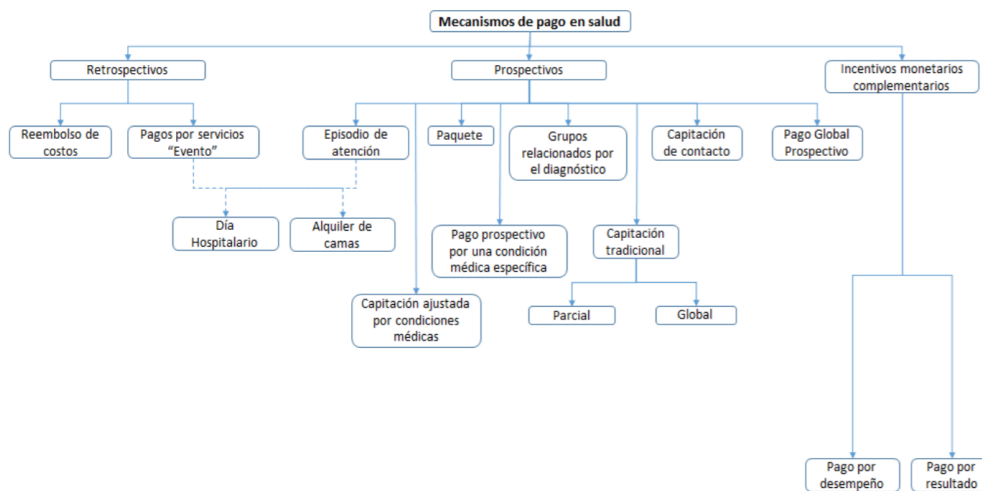 Mecanismos de pago en salud
Retrospectivos
Prospectivos
Incentivos monetarios
complementarios
Reembolso de
costos
Pagos por servicios
“Evento”
Episodio de
atención
Paquete
Grupos
relacionados por
el diagnóstico
Capitación
de contacto
Pago Global
Prospectivo
Día
Hospitalario
Alquiler de
camas
Pago prospectivo
por una condición
médica específica
Capitación
tradicional
Capitación ajustada
por condiciones
médicas
Parcial
Global
Pago por
desempeño
Pago por
resultado